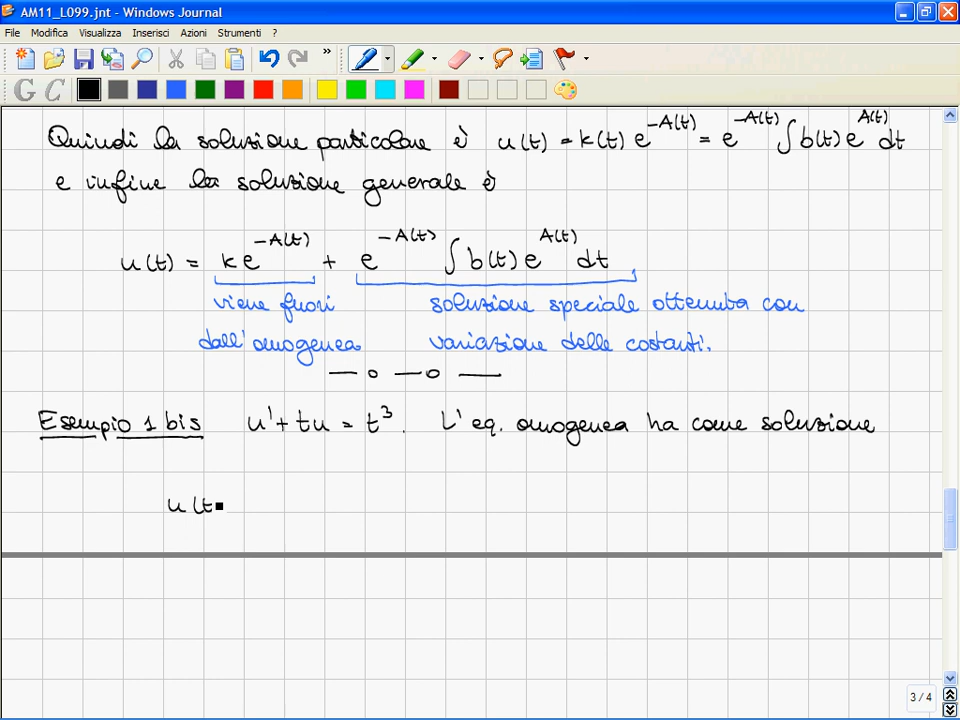 AM11_L099.jnt - Windows Journal
File Modifica Visualizza Inserisci Azioni Strumenti ?
G C
Quindi la soluzione particolare è u(t) = k(t) e^{-A(t)} = e^{-A(t)} ∫ b(t) e^{A(t)} dt
e infine la soluzione generale è
u(t) = k e^{-A(t)} + e^{-A(t)} ∫ b(t) e^{A(t)} dt
viene fuori soluzione speciale ottenuta con
dall'omogenea variazione delle costanti.
— o — o —
Esempio 1 bis u' + tu = t³. L'eq. omogenea ha come soluzione
u(t
3 / 4